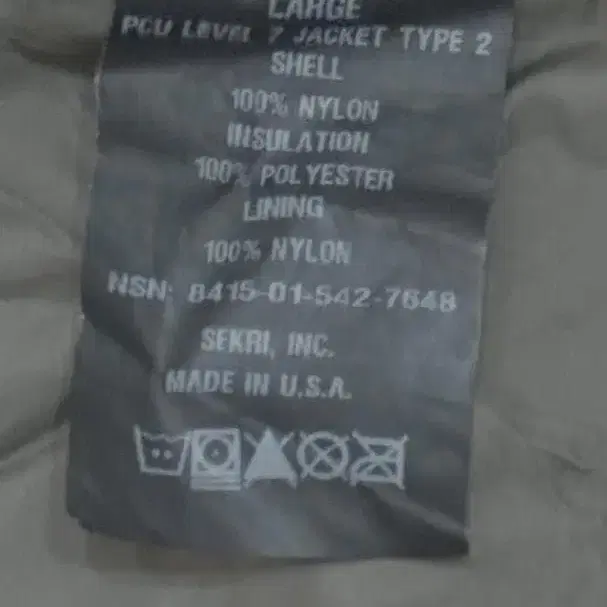 LARGE
PCU LEVEL 7 JACKET TYPE 2
SHELL
100% NYLON
INSULATION
100% POLYESTER
LINING
100% NYLON
NSN: 8415-01-542-7648
SEKRI, INC.
MADE IN U.S.A.